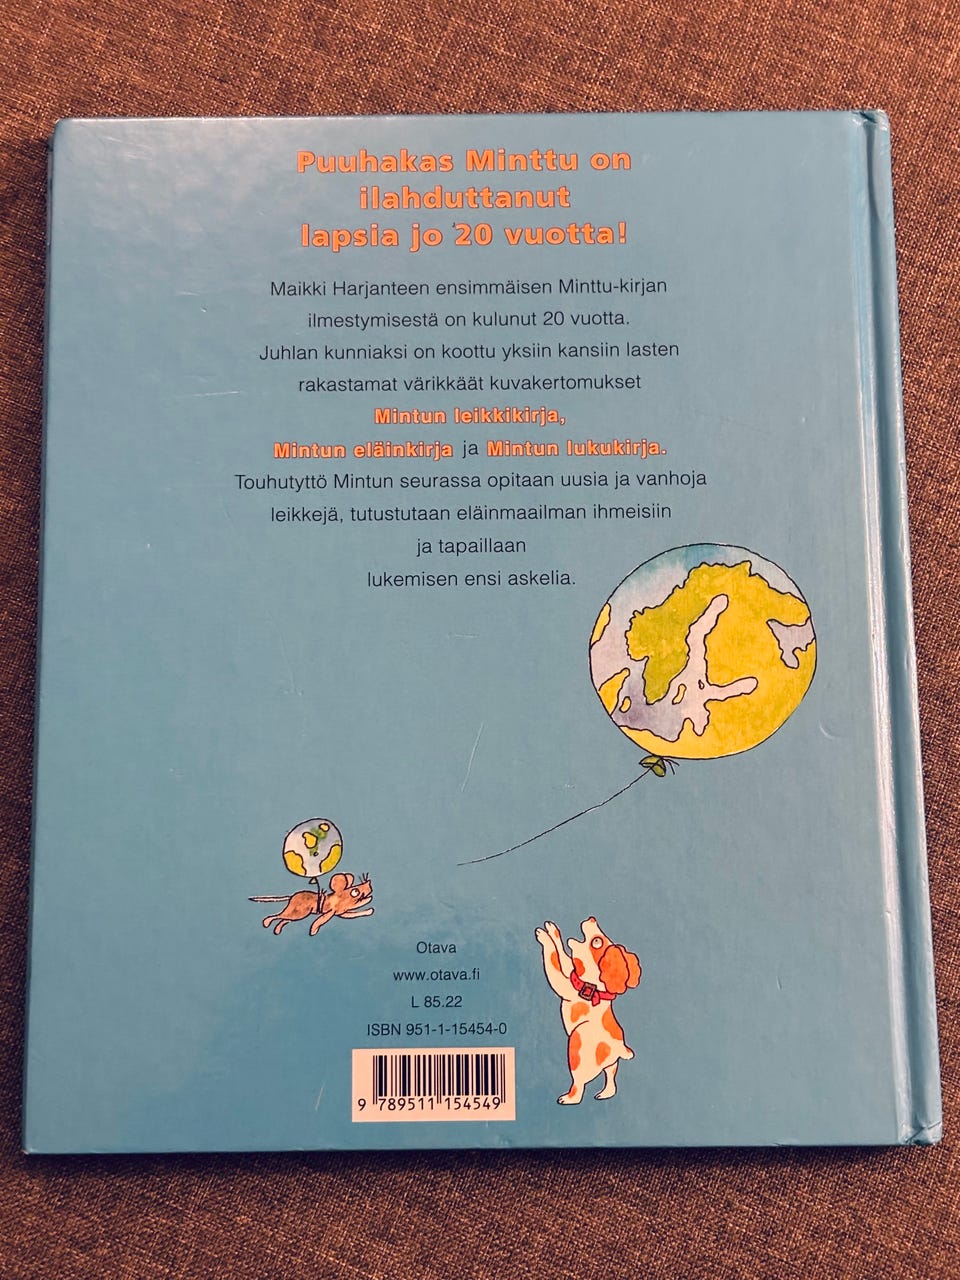 Puuhakas Minttu on
ilahduttanut
lapsia jo 20 vuotta!
Maikki Harjanteen ensimmäisen Minttu-kirjan
ilmestymisestä on kulunut 20 vuotta.
Juhlan kunniaksi on koottu yksiin kansiin lasten
rakastamat värikkäät kuvakertomukset
Mintun leikkikirja,
Mintun eläinkirja ja Mintun lukukirja.
Touhutyttö Mintun seurassa opitaan uusia ja vanhoja
leikkejä, tutustutaan eläinmaailman ihmeisiin
ja tapaillaan
lukemisen ensi askelia.
Otava
www.otava.fi
L 85.22
ISBN 951-1-15454-0
9 789511 154549